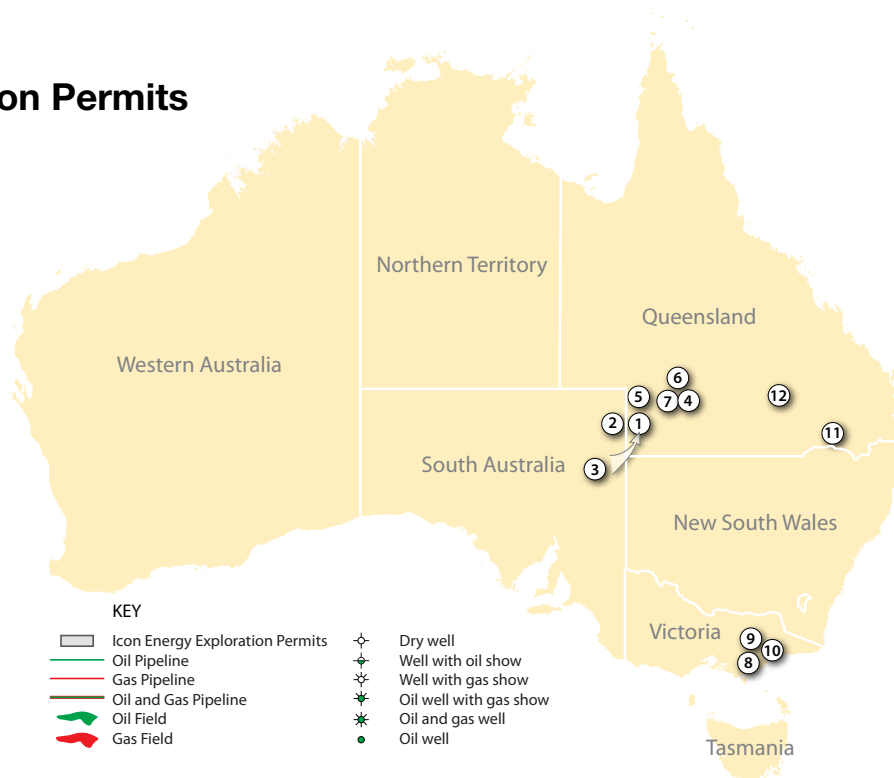 on Permits
Northern Territory
Queensland
Western Australia
6
5
7
4
12
2
1
11
South Australia
3
New South Wales
KEY
Icon Energy Exploration Permits
Oil Pipeline
Gas Pipeline
Oil and Gas Pipeline
Oil Field
Gas Field
Dry well
Well with oil show
Well with gas show
Oil well with gas show
Oil and gas well
Oil well
Victoria
9
10
8
Tasmania